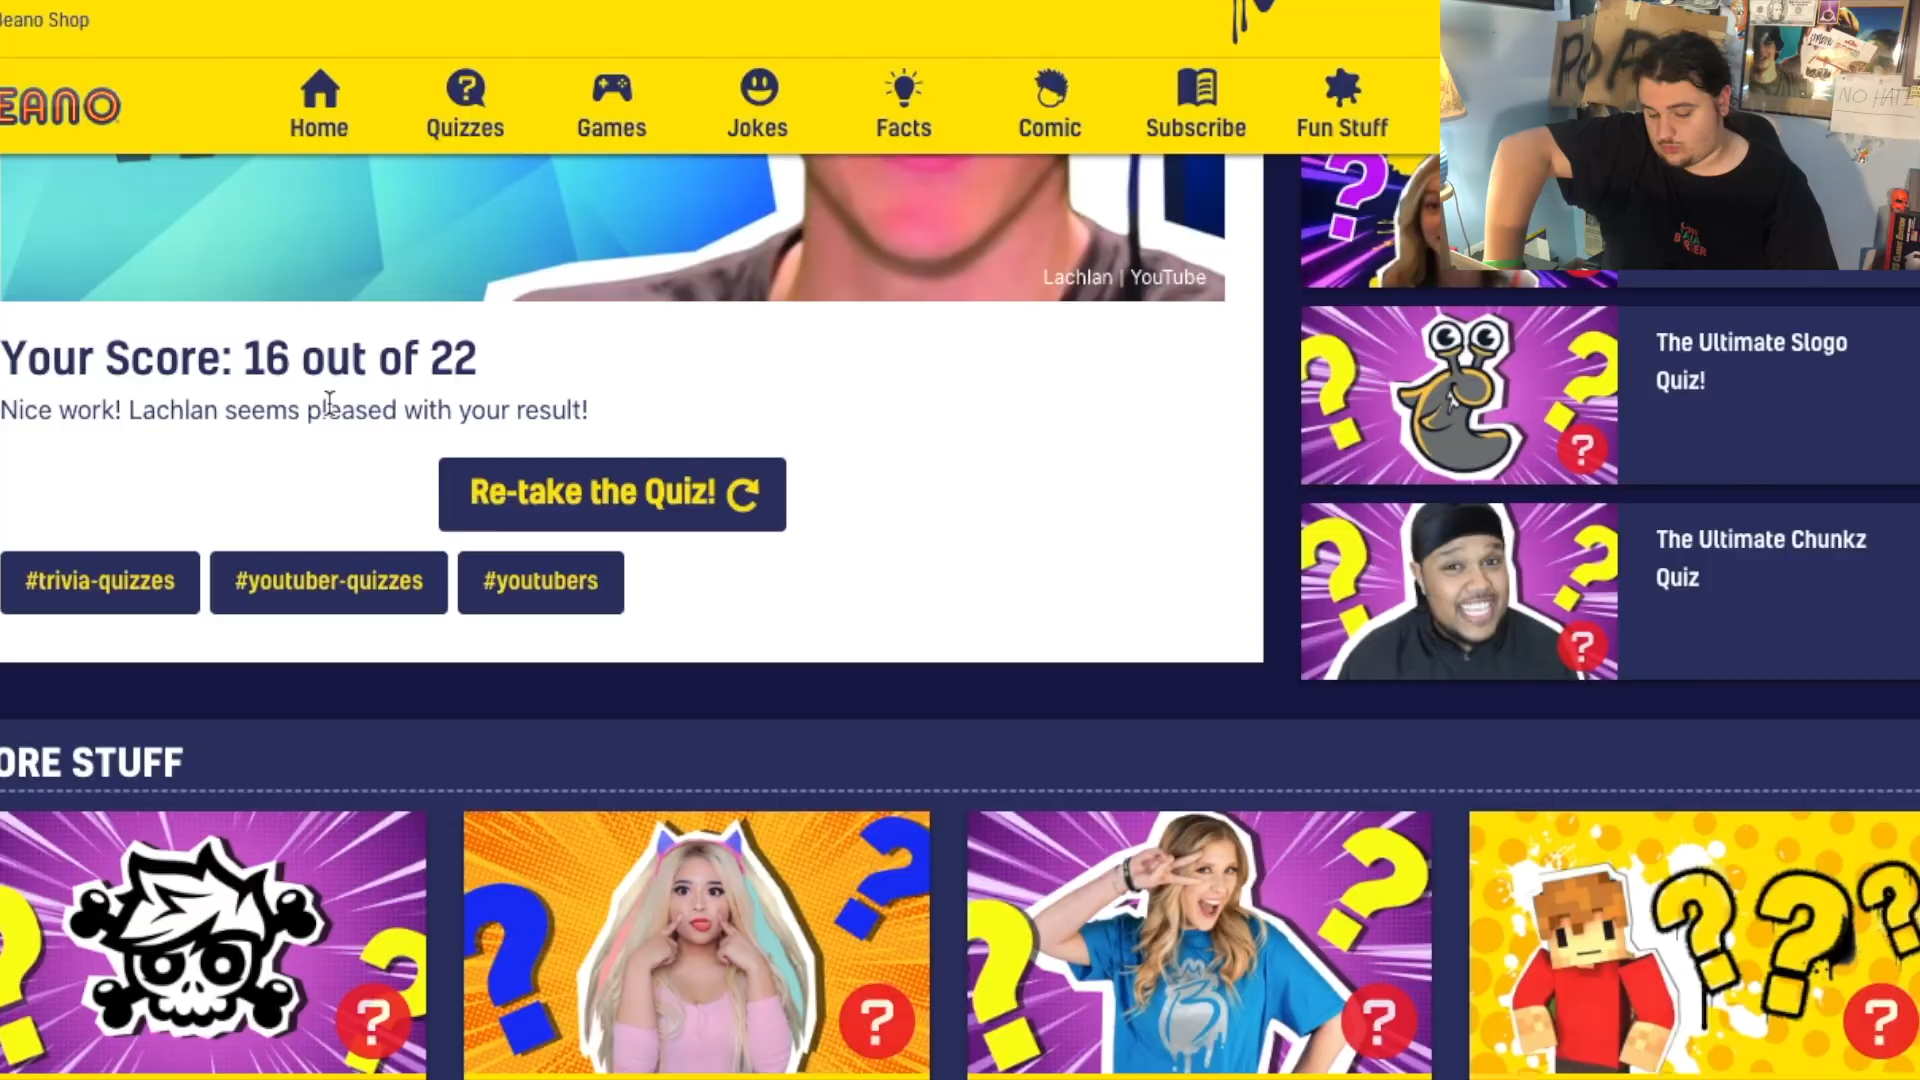 Beano Shop
BEANO
Home
Quizzes
Games
Jokes
Facts
Comic
Subscribe
Fun Stuff
NO HATE
Lachlan | YouTube
Your Score: 16 out of 22
Nice work! Lachlan seems pleased with your result!
Re-take the Quiz!
#trivia-quizzes
#youtuber-quizzes
#youtubers
The Ultimate Slogo
Quiz!
The Ultimate Chunkz
Quiz
ORE STUFF